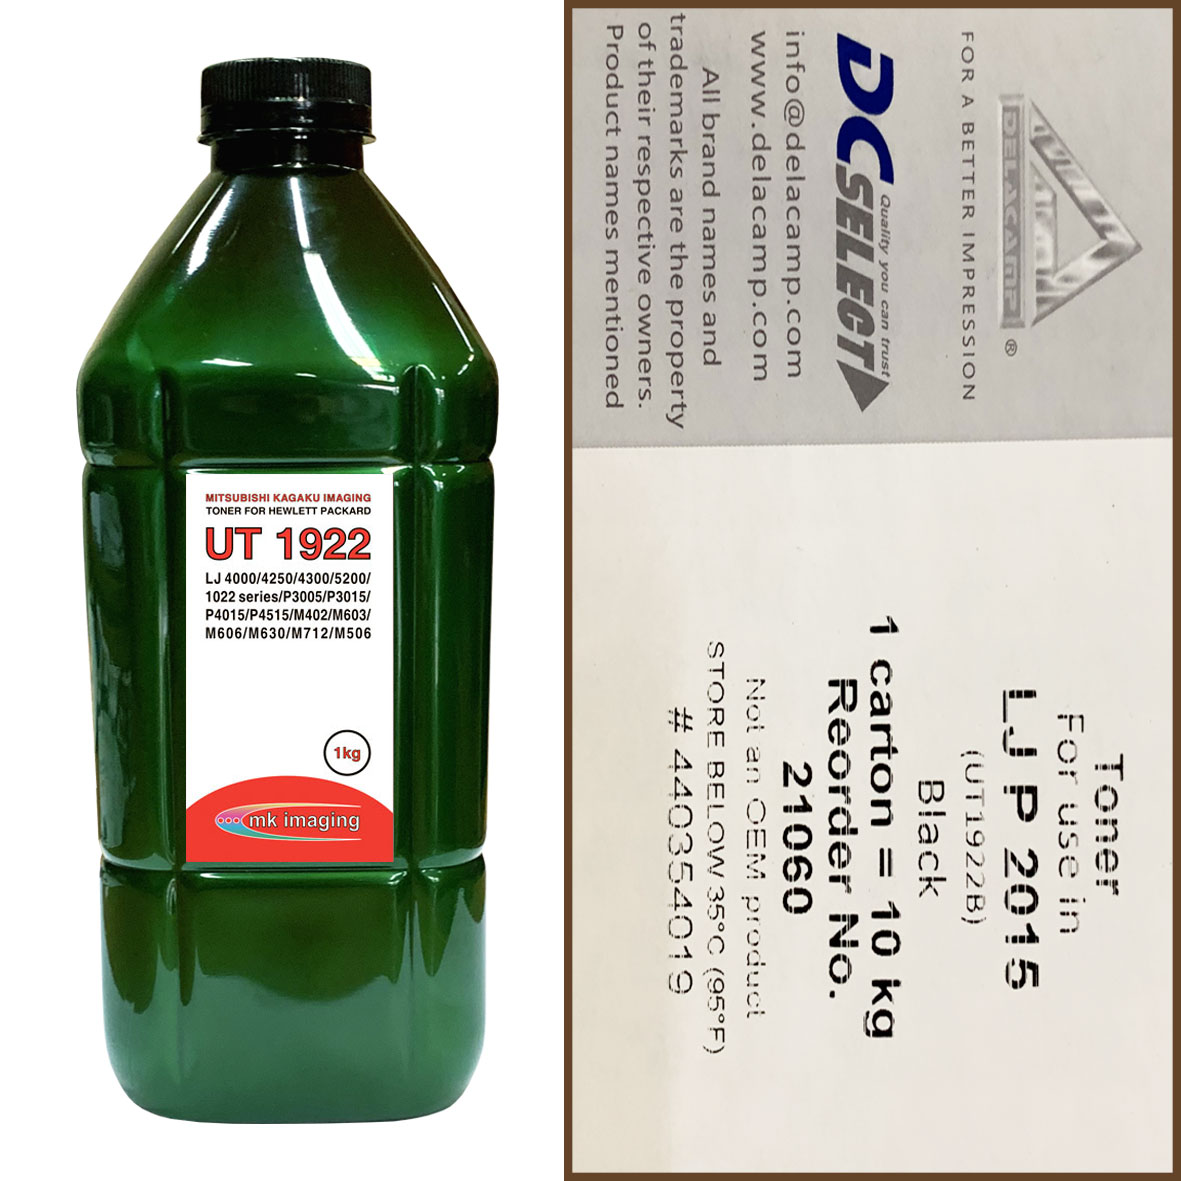 MITSUBISHI KAGAKU IMAGING
TONER FOR HEWLETT PACKARD
UT 1922
LJ 4000/4250/4300/5200/
1022 series/P3005/P3015/
P4015/P4515/M402/M603/
M606/M630/M712/M506
1kg
mk imaging
DELACAMP®
FOR A BETTER IMPRESSION
Quality you can trust
DCSELECT
info@delacamp.com
www.delacamp.com
All brand names and
trademarks are the property
of their respective owners.
Product names mentioned
Toner
For use in
LJ P 2015
(UT1922B)
Black
1 carton = 10 kg
Reorder No.
21060
Not an OEM product
STORE BELOW 35°C (95°F)
# 440354019